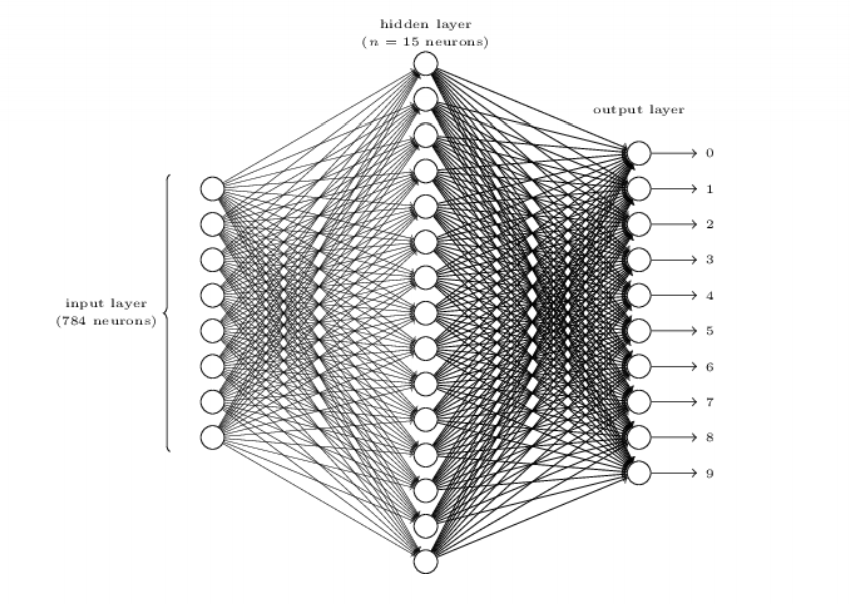 hidden layer
(n = 15 neurons)
output layer
0
1
2
3
input layer
(784 neurons)
4
5
6
7
8
9